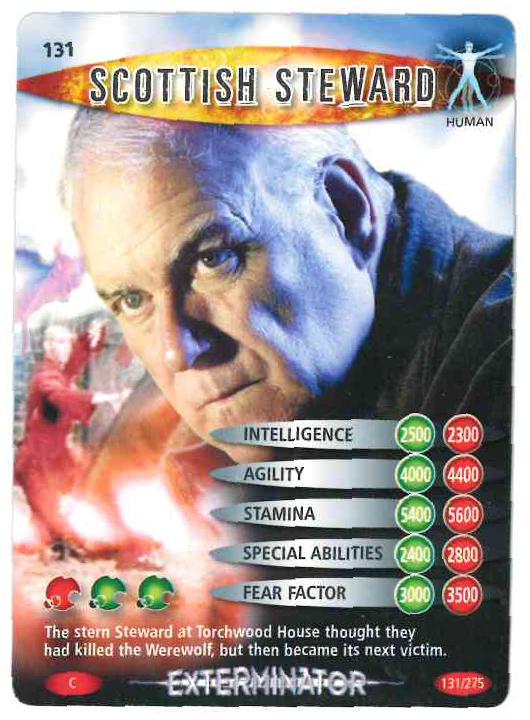 131
SCOTTISH STEWARD
HUMAN
INTELLIGENCE 2500 2300
AGILITY 4000 4400
STAMINA 5400 5600
SPECIAL ABILITIES 2400 2800
FEAR FACTOR 3000 3500
The stern Steward at Torchwood House thought they
had killed the Werewolf, but then became its next victim.
C EXTERMINATOR 131/275